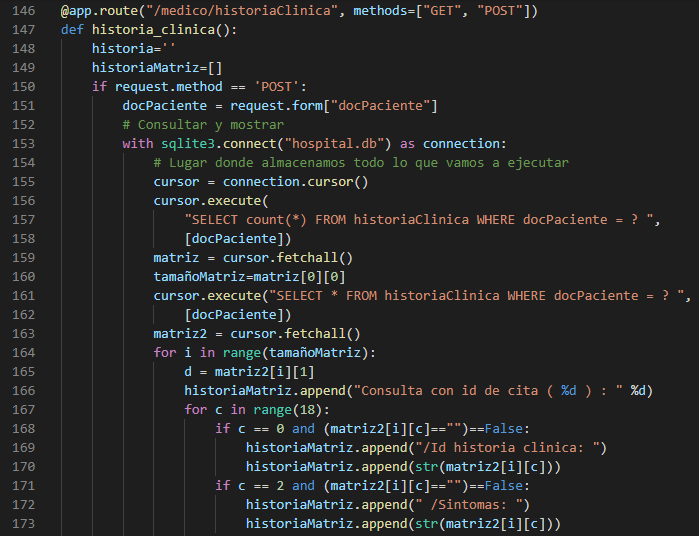 146 @app.route("/medico/historiaClinica", methods=["GET", "POST"])
147 def historia_clinica():
148     historia=''
149     historiaMatriz=[]
150     if request.method == 'POST':
151         docPaciente = request.form["docPaciente"]
152         # Consultar y mostrar
153         with sqlite3.connect("hospital.db") as connection:
154             # Lugar donde almacenamos todo lo que vamos a ejecutar
155             cursor = connection.cursor()
156             cursor.execute(
157                 "SELECT count(*) FROM historiaClinica WHERE docPaciente = ? ",
158                 [docPaciente])
159             matriz = cursor.fetchall()
160             tamañoMatriz=matriz[0][0]
161             cursor.execute("SELECT * FROM historiaClinica WHERE docPaciente = ? ",
162                 [docPaciente])
163             matriz2 = cursor.fetchall()
164             for i in range(tamañoMatriz):
165                 d = matriz2[i][1]
166                 historiaMatriz.append("Consulta con id de cita ( %d ) : " %d)
167                 for c in range(18):
168                     if c == 0 and (matriz2[i][c]=="")==False:
169                         historiaMatriz.append("/Id historia clinica: ")
170                         historiaMatriz.append(str(matriz2[i][c]))
171                     if c == 2 and (matriz2[i][c]=="")==False:
172                         historiaMatriz.append(" /Sintomas: ")
173                         historiaMatriz.append(str(matriz2[i][c]))